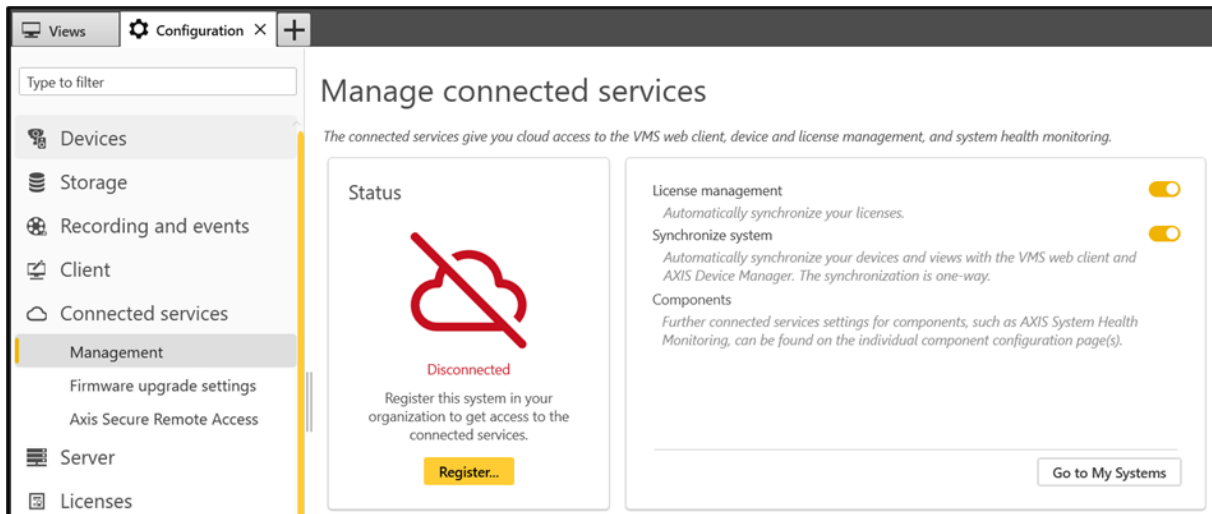 Views
Configuration
Type to filter
Devices
Storage
Recording and events
Client
Connected services
Management
Firmware upgrade settings
Axis Secure Remote Access
Server
Licenses
Manage connected services
The connected services give you cloud access to the VMS web client, device and license management, and system health monitoring.
Status
Disconnected
Register this system in your
organization to get access to the
connected services.
Register...
License management
Automatically synchronize your licenses.
Synchronize system
Automatically synchronize your devices and views with the VMS web client and
AXIS Device Manager. The synchronization is one-way.
Components
Further connected services settings for components, such as AXIS System Health
Monitoring, can be found on the individual component configuration page(s).
Go to My Systems